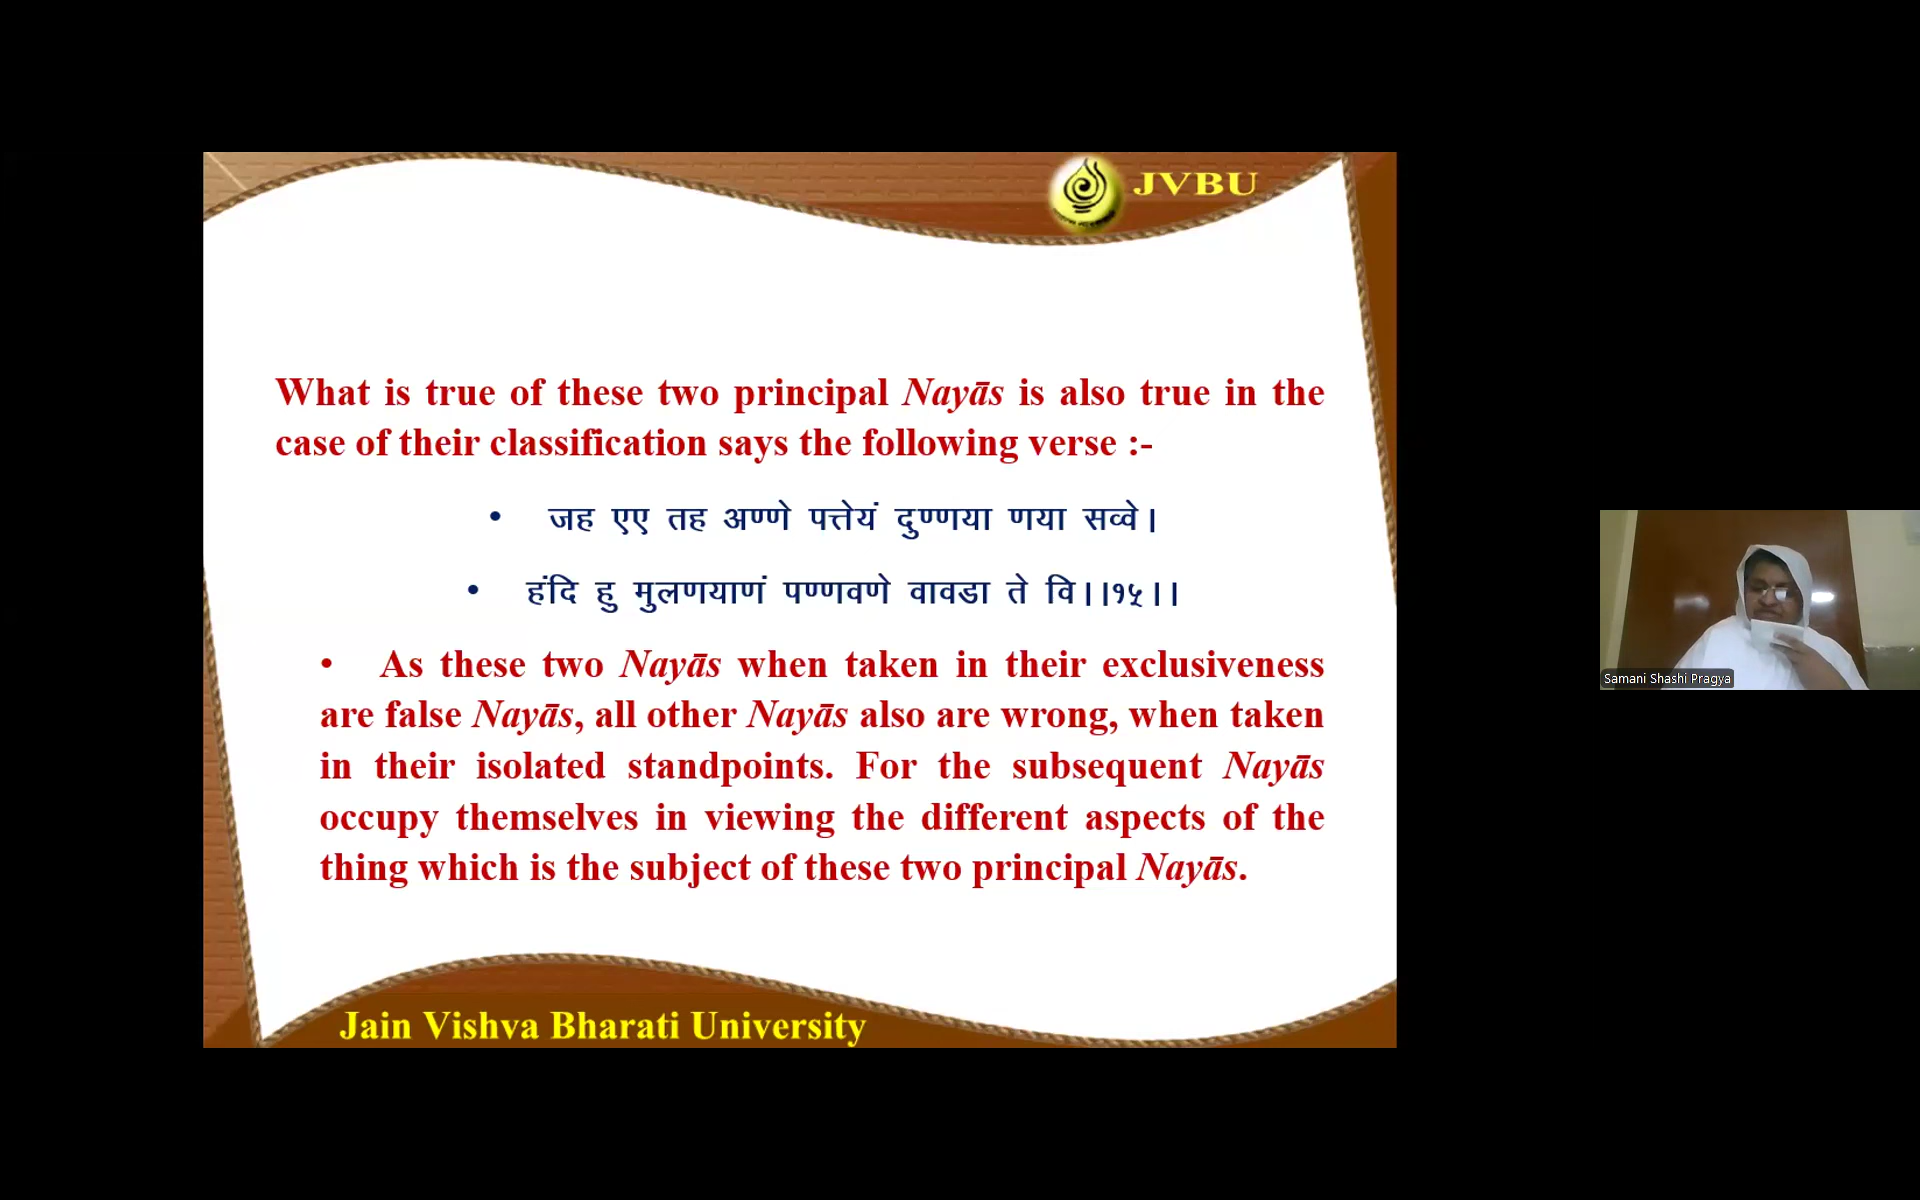 JVBU
What is true of these two principal Nayās is also true in the
case of their classification says the following verse :-
• जह एए तह अण्णे पत्तेयं दुण्णया णया सव्वे।
• हंदि हु मुलणयाणं पण्णवणे वावडा ते वि।।१५।।
• As these two Nayās when taken in their exclusiveness
are false Nayās, all other Nayās also are wrong, when taken
in their isolated standpoints. For the subsequent Nayās
occupy themselves in viewing the different aspects of the
thing which is the subject of these two principal Nayās.
Samani Shashi Pragya
Jain Vishva Bharati University